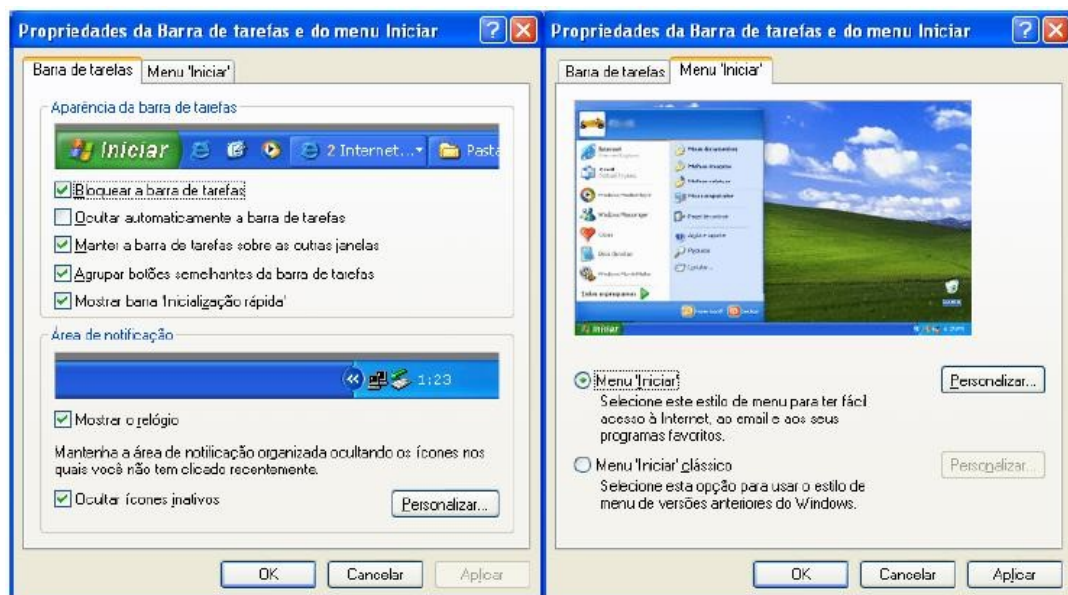 Propriedades da Barra de tarefas e do menu Iniciar
Barra de tarefas
Menu 'Iniciar'
Aparência da barra de tarefas
Iniciar
2 Internet...
Pasta
Bloquear a barra de tarefas
Ocultar automaticamente a barra de tarefas
Manter a barra de tarefas sobre as outras janelas
Agrupar botões semelhantes da barra de tarefas
Mostrar barra 'Inicialização rápida'
Área de notificação
1:23
Mostrar o relógio
Mantenha a área de notificação organizada ocultando os ícones nos
quais você não tem clicado recentemente.
Ocultar ícones inativos
Personalizar...
OK
Cancelar
Aplicar
Propriedades da Barra de tarefas e do menu Iniciar
Barra de tarefas
Menu 'Iniciar'
Internet
Iniciar
Menu 'Iniciar'
Personalizar...
Selecione este estilo de menu para ter fácil
acesso à Internet, ao email e aos seus
programas favoritos.
Menu 'Iniciar' clássico
Personalizar...
Selecione esta opção para usar o estilo de
menu de versões anteriores do Windows.
OK
Cancelar
Aplicar